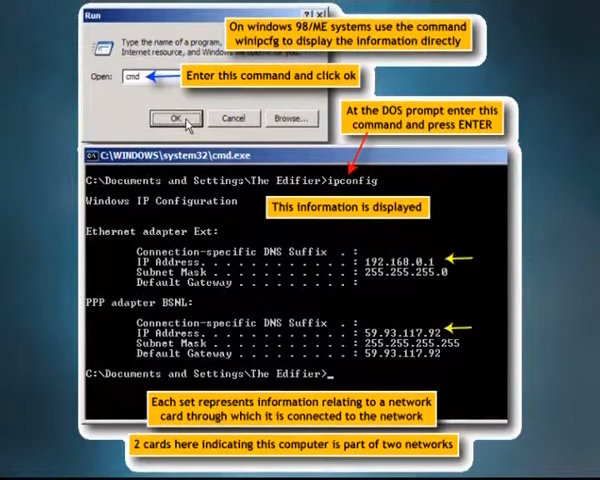 Run
On windows 98/ME systems use the command
winipcfg to display the information directly
Type the name of a program,
Internet resource, and Windows
Open: cmd
Enter this command and click ok
OK Cancel Browse...
At the DOS prompt enter this
command and press ENTER
C:\WINDOWS\system32\cmd.exe
C:\Documents and Settings\The Edifier>ipconfig
Windows IP Configuration
This information is displayed
Ethernet adapter Ext:
Connection-specific DNS Suffix . :
IP Address. . . . . . . . . . . . : 192.168.0.1
Subnet Mask . . . . . . . . . . . : 255.255.255.0
Default Gateway . . . . . . . . . :
PPP adapter BSNL:
Connection-specific DNS Suffix . :
IP Address. . . . . . . . . . . . : 59.93.117.92
Subnet Mask . . . . . . . . . . . : 255.255.255.255
Default Gateway . . . . . . . . . : 59.93.117.92
C:\Documents and Settings\The Edifier>_
Each set represents information relating to a network
card through which it is connected to the network
2 cards here indicating this computer is part of two networks